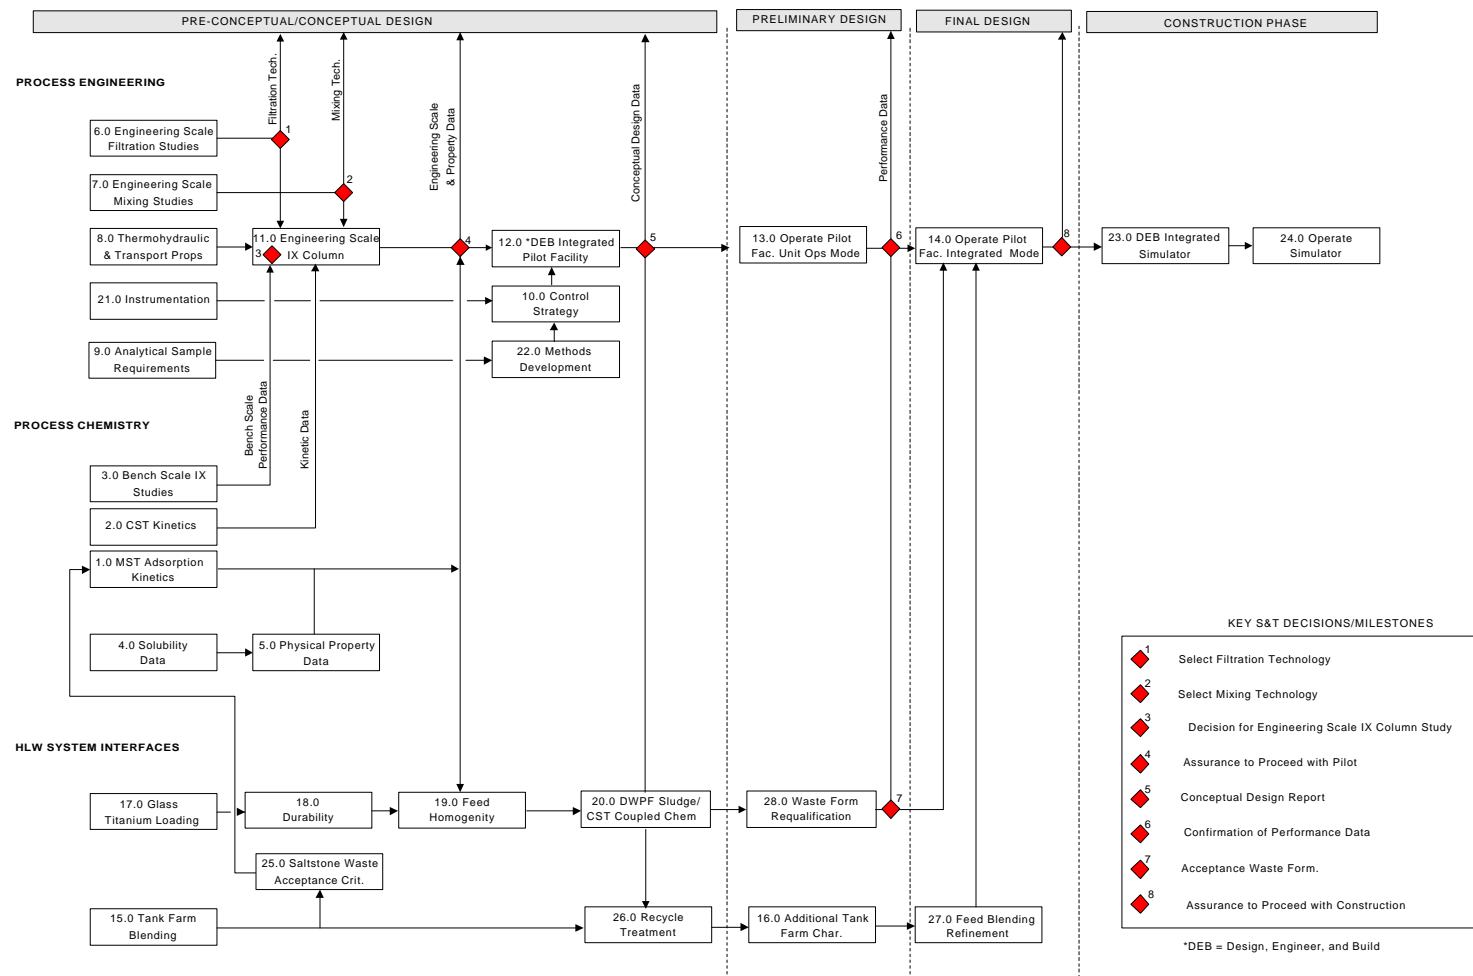 PRE-CONCEPTUAL/CONCEPTUAL DESIGN
PRELIMINARY DESIGN
FINAL DESIGN
CONSTRUCTION PHASE
PROCESS ENGINEERING
Filtration Tech.
Mixing Tech.
Engineering Scale
& Property Data
Conceptual Design Data
Performance Data
6.0 Engineering Scale
Filtration Studies
1
7.0 Engineering Scale
Mixing Studies
2
8.0 Thermohydraulic
& Transport Props
11.0 Engineering Scale
IX Column
3
4
12.0 *DEB Integrated
Pilot Facility
5
13.0 Operate Pilot
Fac. Unit Ops Mode
6
14.0 Operate Pilot
Fac. Integrated Mode
8
23.0 DEB Integrated
Simulator
24.0 Operate
Simulator
21.0 Instrumentation
10.0 Control
Strategy
9.0 Analytical Sample
Requirements
22.0 Methods
Development
Bench Scale
Performance Data
Kinetic Data
PROCESS CHEMISTRY
3.0 Bench Scale IX
Studies
2.0 CST Kinetics
1.0 MST Adsorption
Kinetics
4.0 Solubility
Data
5.0 Physical Property
Data
HLW SYSTEM INTERFACES
17.0 Glass
Titanium Loading
18.0
Durability
19.0 Feed
Homogenity
20.0 DWPF Sludge/
CST Coupled Chem
28.0 Waste Form
Requalification
7
25.0 Saltstone Waste
Acceptance Crit.
15.0 Tank Farm
Blending
26.0 Recycle
Treatment
16.0 Additional Tank
Farm Char.
27.0 Feed Blending
Refinement
KEY S&T DECISIONS/MILESTONES
1 Select Filtration Technology
2 Select Mixing Technology
3 Decision for Engineering Scale IX Column Study
4 Assurance to Proceed with Pilot
5 Conceptual Design Report
6 Confirmation of Performance Data
7 Acceptance Waste Form.
8 Assurance to Proceed with Construction
*DEB = Design, Engineer, and Build